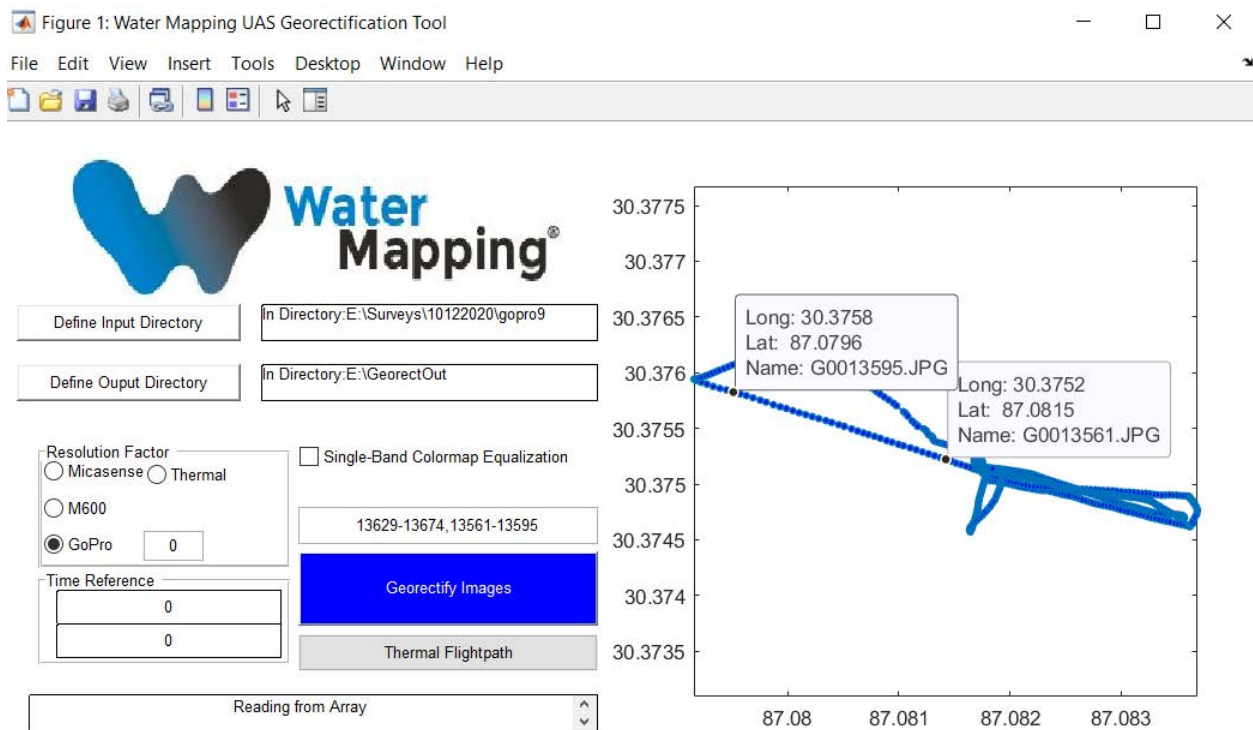 Figure 1: Water Mapping UAS Georectification Tool
File Edit View Insert Tools Desktop Window Help
Water
Mapping®
Define Input Directory
In Directory:E:\Surveys\10122020\gopro9
Define Ouput Directory
In Directory:E:\GeorectOut
Resolution Factor
Micasense
Thermal
M600
GoPro
0
Single-Band Colormap Equalization
13629-13674,13561-13595
Georectify Images
Time Reference
0
0
Thermal Flightpath
Reading from Array
30.3775
30.377
30.3765
30.376
30.3755
30.375
30.3745
30.374
30.3735
Long: 30.3758
Lat: 87.0796
Name: G0013595.JPG
Long: 30.3752
Lat: 87.0815
Name: G0013561.JPG
87.08
87.081
87.082
87.083